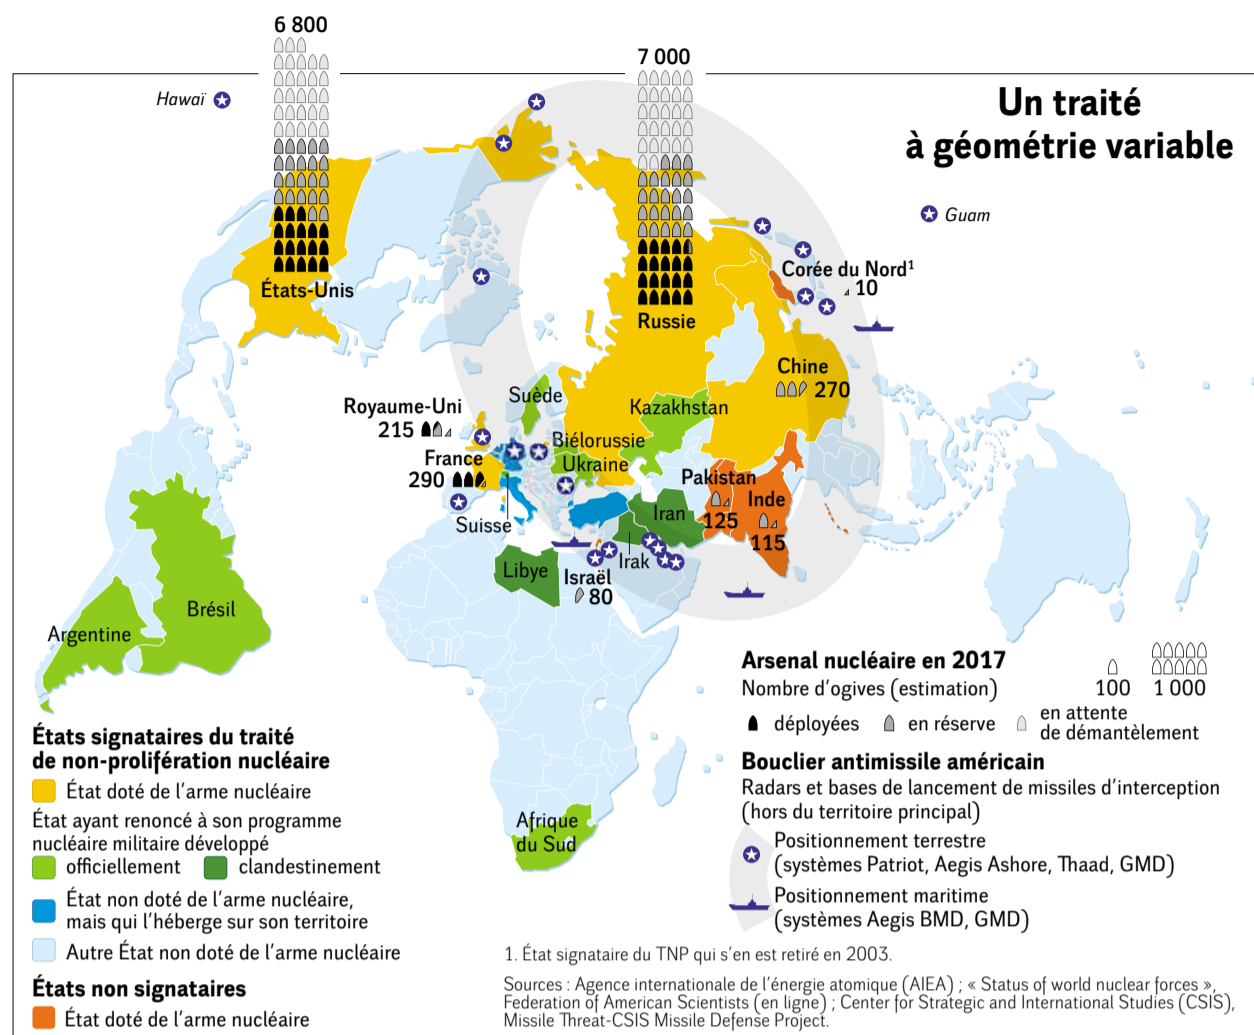 6 800
7 000
Un traité
à géométrie variable
Hawaï
Guam
Corée du Nord¹
10
États-Unis
Russie
Chine
270
Suède
Kazakhstan
Royaume-Uni
215
Biélorussie
Ukraine
France
290
Pakistan
125
Inde
115
Suisse
Iran
Irak
Libye
Israël
80
Brésil
Argentine
Afrique
du Sud
États signataires du traité
de non-prolifération nucléaire
État doté de l'arme nucléaire
État ayant renoncé à son programme
nucléaire militaire développé
officiellement
clandestinement
État non doté de l'arme nucléaire,
mais qui l'héberge sur son territoire
Autre État non doté de l'arme nucléaire
États non signataires
État doté de l'arme nucléaire
Arsenal nucléaire en 2017
Nombre d'ogives (estimation)
100
1 000
déployées
en réserve
en attente
de démantèlement
Bouclier antimissile américain
Radars et bases de lancement de missiles d'interception
(hors du territoire principal)
Positionnement terrestre
(systèmes Patriot, Aegis Ashore, Thaad, GMD)
Positionnement maritime
(systèmes Aegis BMD, GMD)
1. État signataire du TNP qui s'en est retiré en 2003.
Sources : Agence internationale de l'énergie atomique (AIEA) ; « Status of world nuclear forces »,
Federation of American Scientists (en ligne) ; Center for Strategic and International Studies (CSIS),
Missile Threat-CSIS Missile Defense Project.